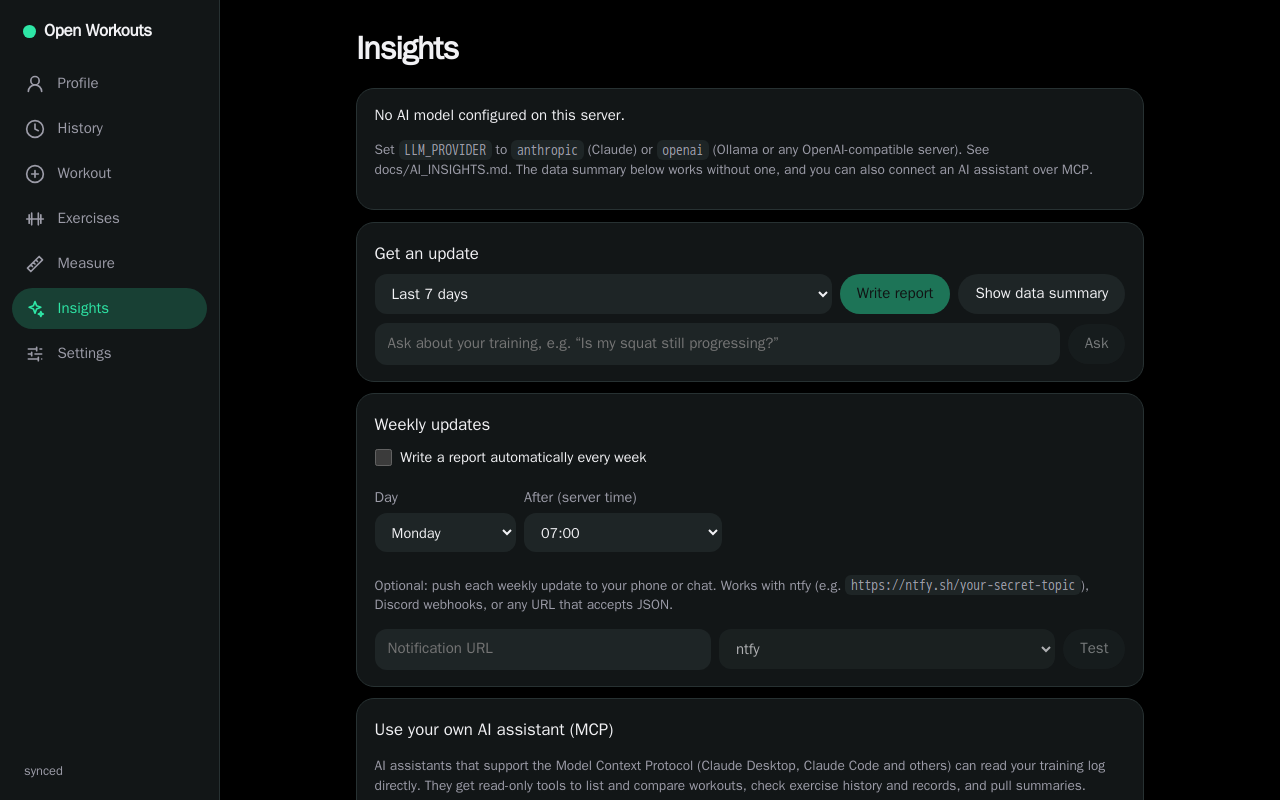 Open Workouts
Profile
History
Workout
Exercises
Measure
Insights
Settings
synced
Insights
No AI model configured on this server.
Set LLM_PROVIDER to anthropic (Claude) or openai (Ollama or any OpenAI-compatible server). See
docs/AI_INSIGHTS.md. The data summary below works without one, and you can also connect an AI assistant over MCP.
Get an update
Last 7 days
Write report
Show data summary
Ask about your training, e.g. “Is my squat still progressing?”
Ask
Weekly updates
Write a report automatically every week
Day
After (server time)
Monday
07:00
Optional: push each weekly update to your phone or chat. Works with ntfy (e.g. https://ntfy.sh/your-secret-topic),
Discord webhooks, or any URL that accepts JSON.
Notification URL
ntfy
Test
Use your own AI assistant (MCP)
AI assistants that support the Model Context Protocol (Claude Desktop, Claude Code and others) can read your training log
directly. They get read-only tools to list and compare workouts, check exercise history and records, and pull summaries.